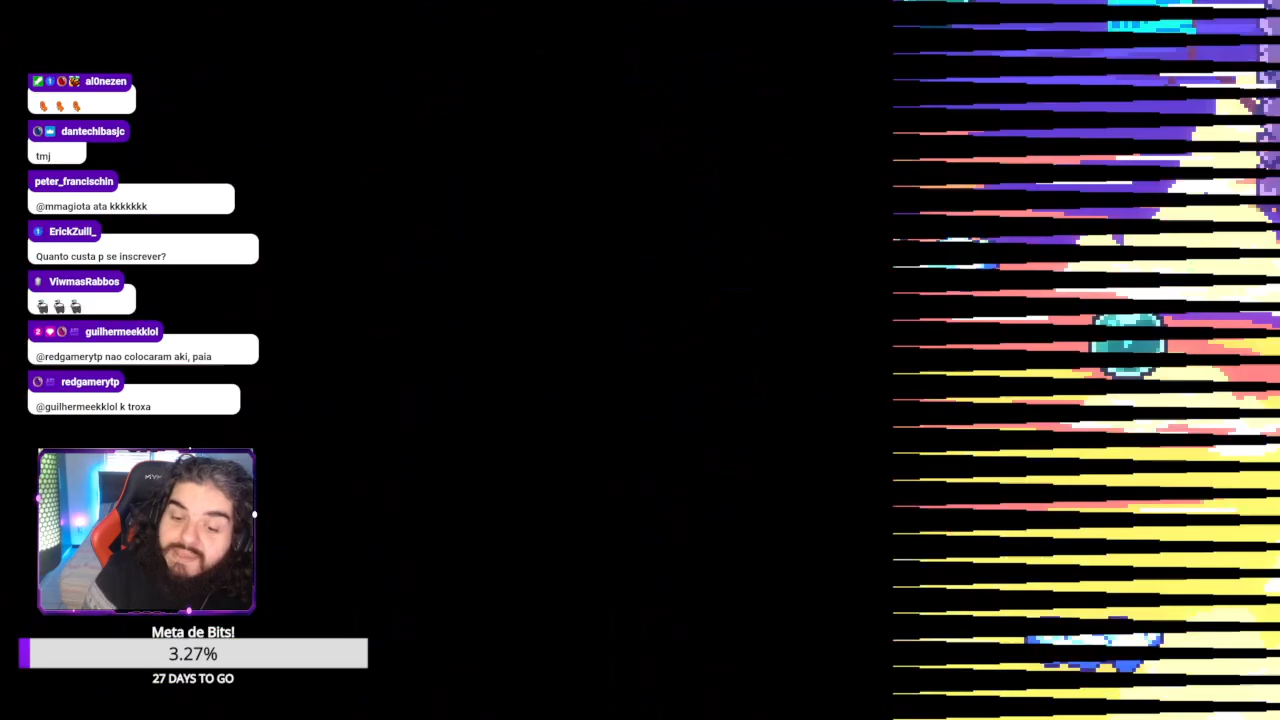 al0nezen
dantechlbasjc
tmj
peter_francischin
@mmagiota ata kkkkkkk
ErickZuill_
Quanto custa p se inscrever?
ViwmasRabbos
guilhermeekklol
@redgamerytp nao colocaram aki, paia
redgamerytp
@guilhermeekklol k troxa
Meta de Bits!
3.27%
27 DAYS TO GO